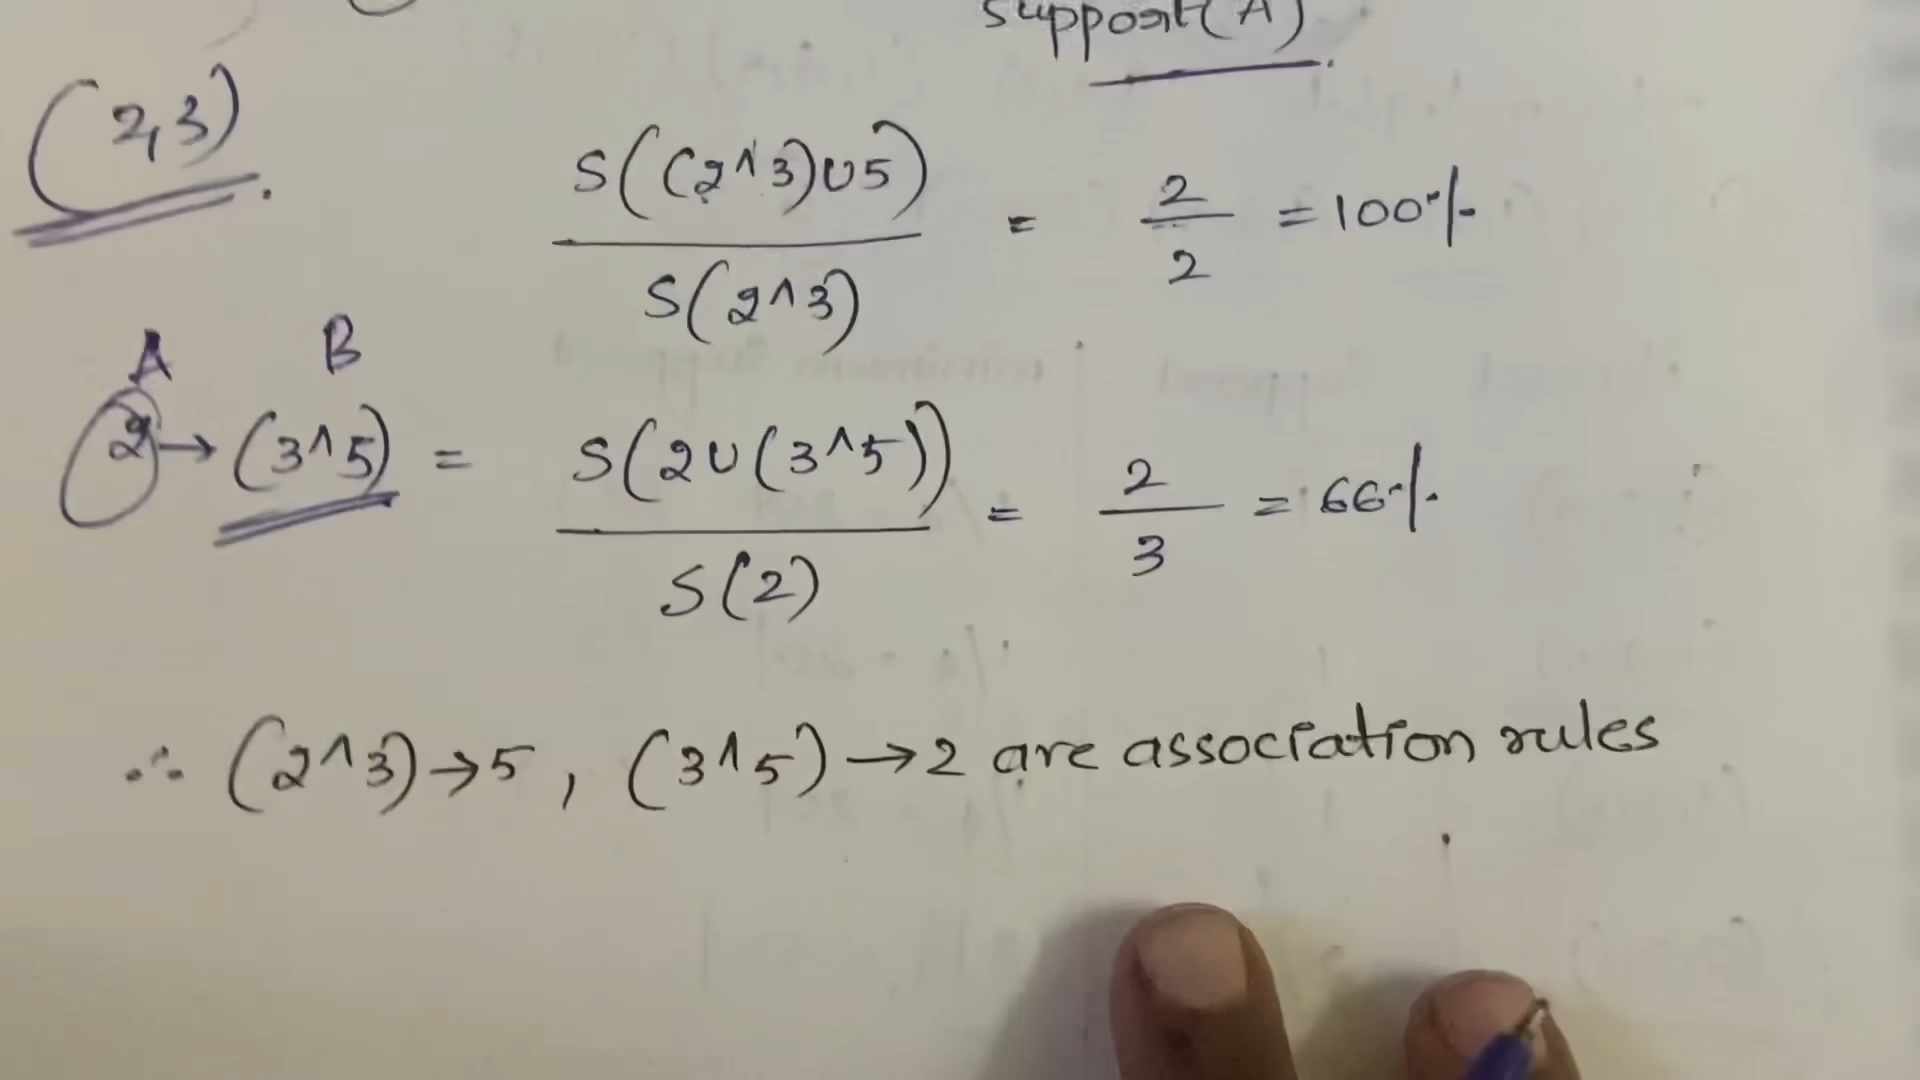 support(A)
(2,3)
S((2^3)∪5) / S(2^3) = 2/2 = 100%
A B
2→(3^5) = S(2∪(3^5)) / S(2) = 2/3 = 66%
∴ (2^3)→5, (3^5)→2 are association rules